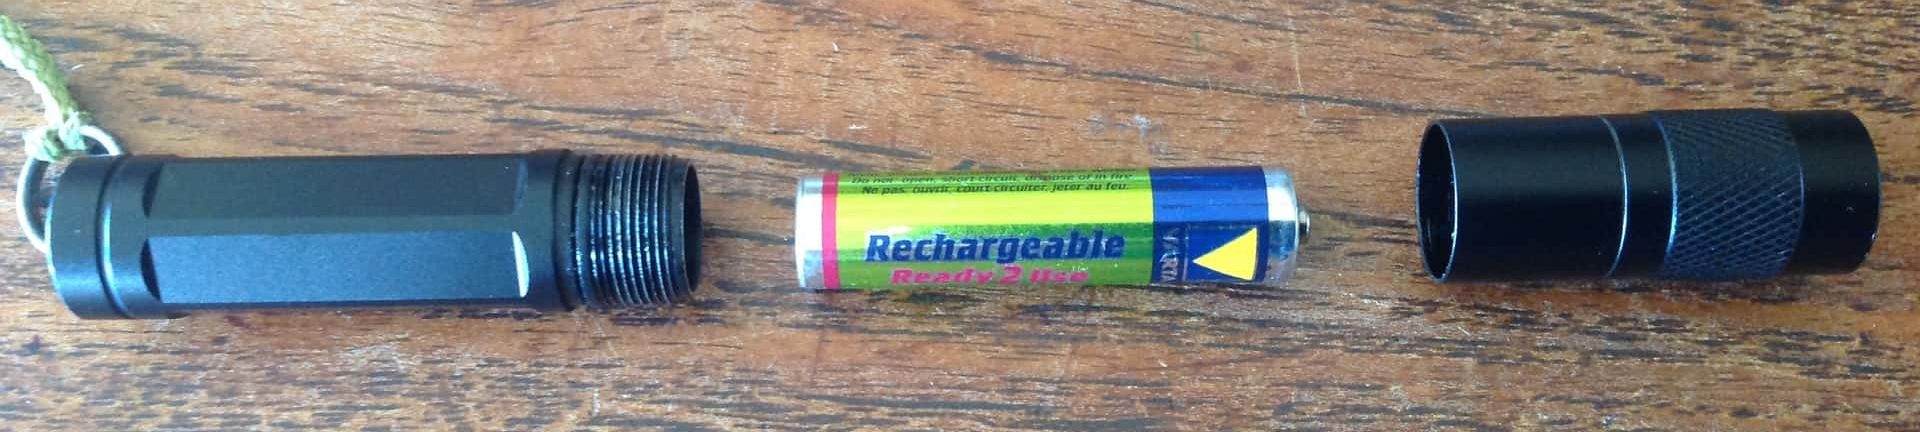 Do not open, short-circuit, dispose of in fire.
Ne pas ouvrir, court-circuiter, jeter au feu.
Rechargeable
Ready 2 Use
VARTA